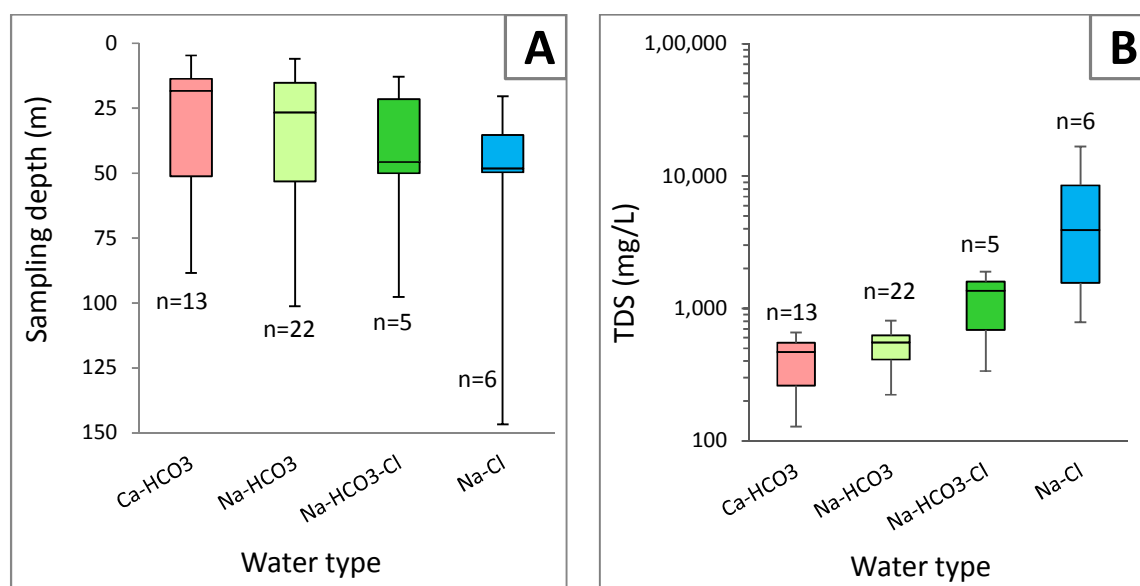 A
Sampling depth (m)
0
25
50
75
100
125
150
n=13
n=22
n=5
n=6
Ca-HCO3
Na-HCO3
Na-HCO3-Cl
Na-Cl
Water type
B
TDS (mg/L)
1,00,000
10,000
1,000
100
n=13
n=22
n=5
n=6
Ca-HCO3
Na-HCO3
Na-HCO3-Cl
Na-Cl
Water type